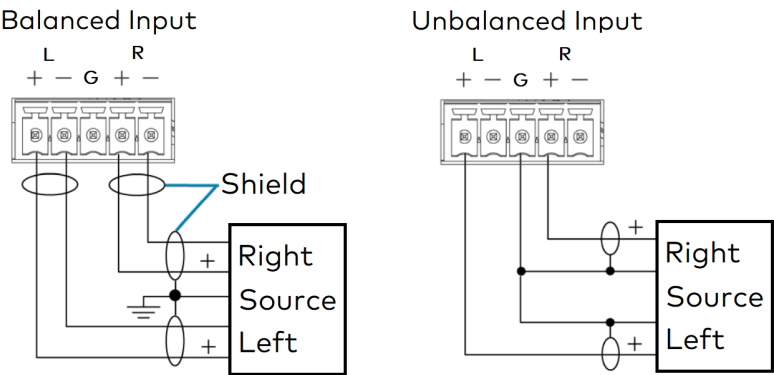 Balanced Input
L R
+ − G + −
Shield
+ Right
Source
+ Left
Unbalanced Input
L R
+ − G + −
+
Right
Source
+ Left